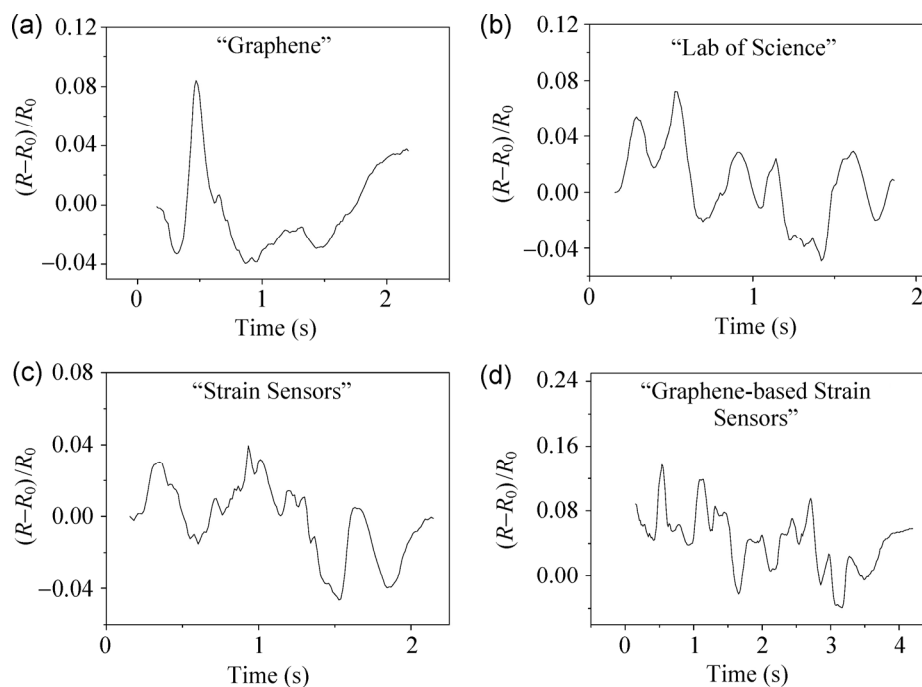 (a)
"Graphene"
0.12
0.08
0.04
0.00
−0.04
(R−R0)/R0
0
1
2
Time (s)
(b)
“Lab of Science”
0.12
0.08
0.04
0.00
−0.04
(R−R0)/R0
0
1
2
Time (s)
(c)
“Strain Sensors”
0.08
0.04
0.00
−0.04
(R−R0)/R0
0
1
2
Time (s)
(d)
“Graphene-based Strain
Sensors”
0.24
0.16
0.08
0.00
(R−R0)/R0
0
1
2
3
4
Time (s)